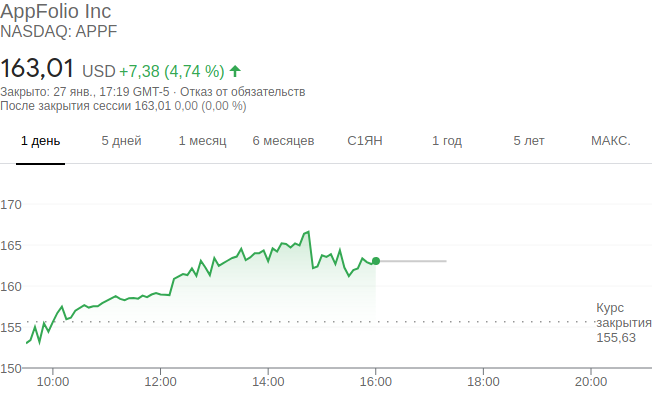 AppFolio Inc
NASDAQ: APPF
163,01 USD +7,38 (4,74 %)
Закрыто: 27 янв., 17:19 GMT-5 · Отказ от обязательств
После закрытия сессии 163,01 0,00 (0,00 %)
1 день 5 дней 1 месяц 6 месяцев С1ЯН 1 год 5 лет МАКС.
170
165
160
Курс
155 закрытия
155,63
150
10:00 12:00 14:00 16:00 18:00 20:00